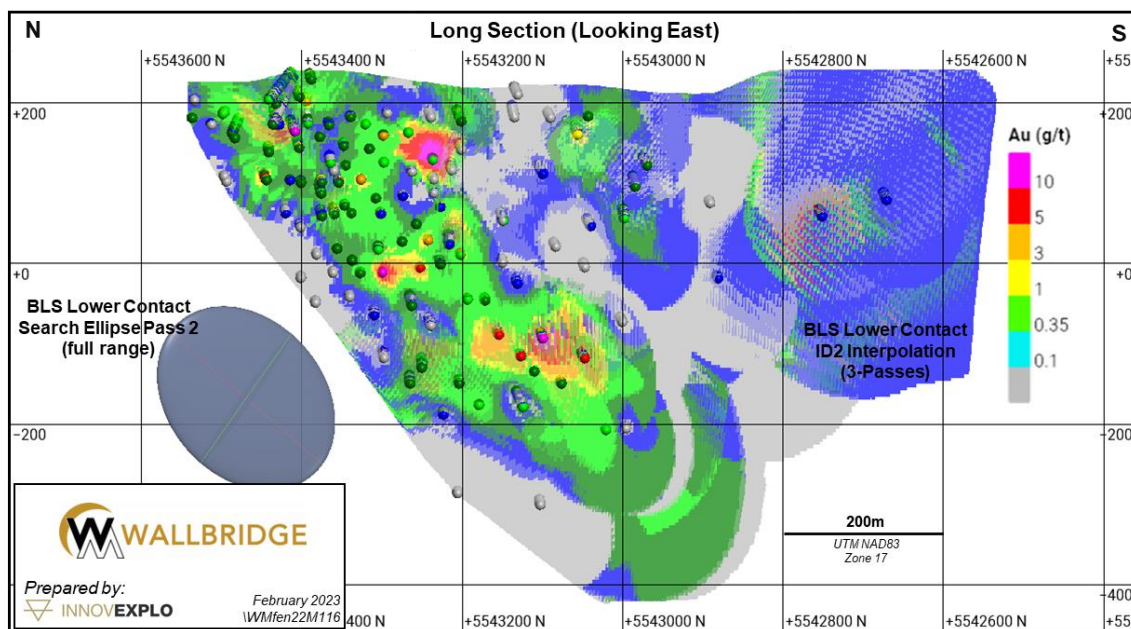 N
Long Section (Looking East)
S
+5543600 N
+5543400 N
+5543200 N
+5543000 N
+5542800 N
+5542600 N
+55
+200
+200
Au (g/t)
10
5
3
1
0.35
0.1
+0
+0
BLS Lower Contact
Search Ellipse Pass 2
(full range)
BLS Lower Contact
ID2 Interpolation
(3-Passes)
-200
-200
WALLBRIDGE
Prepared by:
INNOVEXPLO
February 2023
\WMfen22M116
200m
UTM NAD83
Zone 17
-400
+5543400 N
+5543200 N
+5543000 N
+5542800 N
+5542600 N
+55